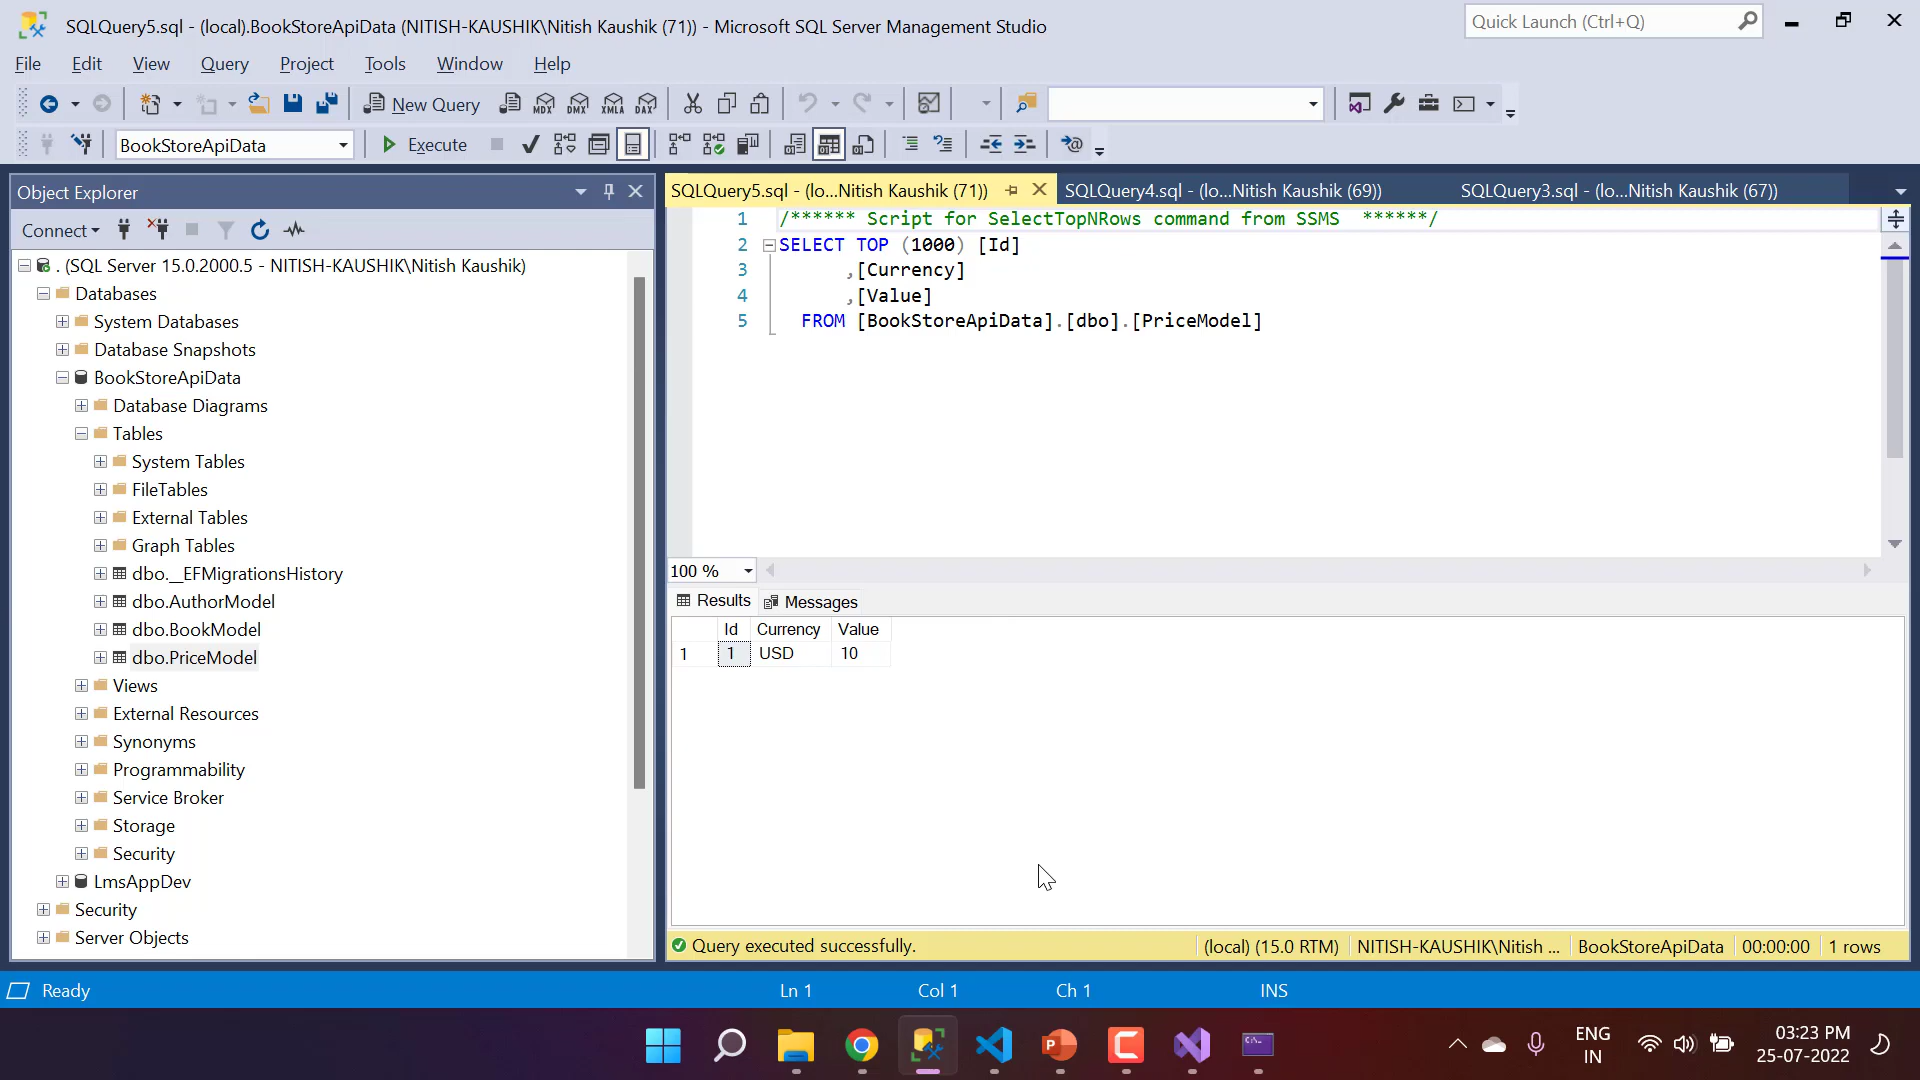 SQLQuery5.sql - (local).BookStoreApiData (NITISH-KAUSHIK\Nitish Kaushik (71)) - Microsoft SQL Server Management Studio
Quick Launch (Ctrl+Q)
File Edit View Query Project Tools Window Help
New Query MDX DMX XMLA DAX
BookStoreApiData Execute
Object Explorer
SQLQuery5.sql - (lo...Nitish Kaushik (71)) SQLQuery4.sql - (lo...Nitish Kaushik (69)) SQLQuery3.sql - (lo...Nitish Kaushik (67))
Connect
. (SQL Server 15.0.2000.5 - NITISH-KAUSHIK\Nitish Kaushik)
Databases
System Databases
Database Snapshots
BookStoreApiData
Database Diagrams
Tables
System Tables
FileTables
External Tables
Graph Tables
dbo.__EFMigrationsHistory
dbo.AuthorModel
dbo.BookModel
dbo.PriceModel
Views
External Resources
Synonyms
Programmability
Service Broker
Storage
Security
LmsAppDev
Security
Server Objects
1 /****** Script for SelectTopNRows command from SSMS ******/
2 SELECT TOP (1000) [Id]
3 ,[Currency]
4 ,[Value]
5 FROM [BookStoreApiData].[dbo].[PriceModel]
100 %
Results Messages
Id Currency Value
1 1 USD 10
Query executed successfully. (local) (15.0 RTM) NITISH-KAUSHIK\Nitish ... BookStoreApiData 00:00:00 1 rows
Ready Ln 1 Col 1 Ch 1 INS
ENG
IN
03:23 PM
25-07-2022